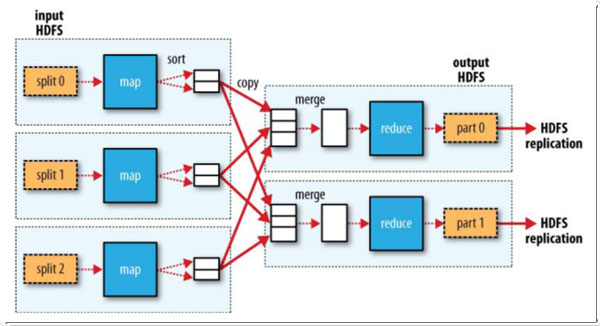 input
HDFS
split 0
map
sort
copy
split 1
map
split 2
map
output
HDFS
merge
reduce
part 0
HDFS
replication
merge
reduce
part 1
HDFS
replication